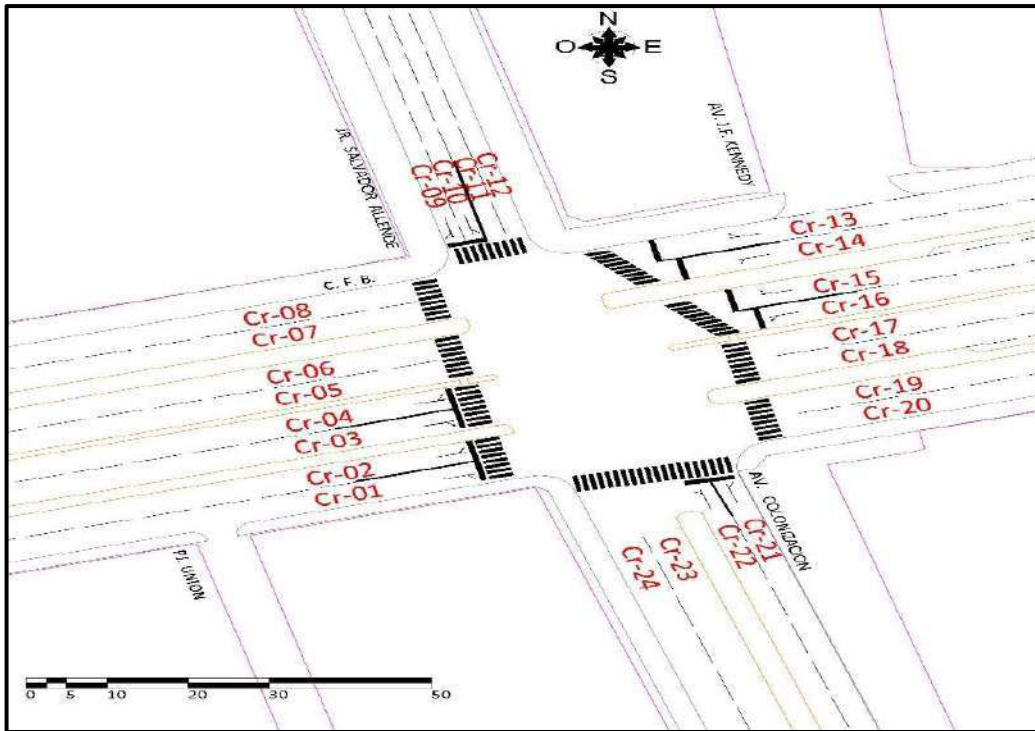 N
O E
S
JR. SALVADOR ALLENDE
Cr-09
Cr-10
Cr-11
Cr-12
AV. J.F. KENNEDY
Cr-13
Cr-14
Cr-15
Cr-16
Cr-17
Cr-18
Cr-19
Cr-20
C. F. B.
Cr-08
Cr-07
Cr-06
Cr-05
Cr-04
Cr-03
Cr-02
Cr-01
PJ. UNION
AV. COLONIZACION
Cr-21
Cr-22
Cr-23
Cr-24
0 5 10 20 30 50